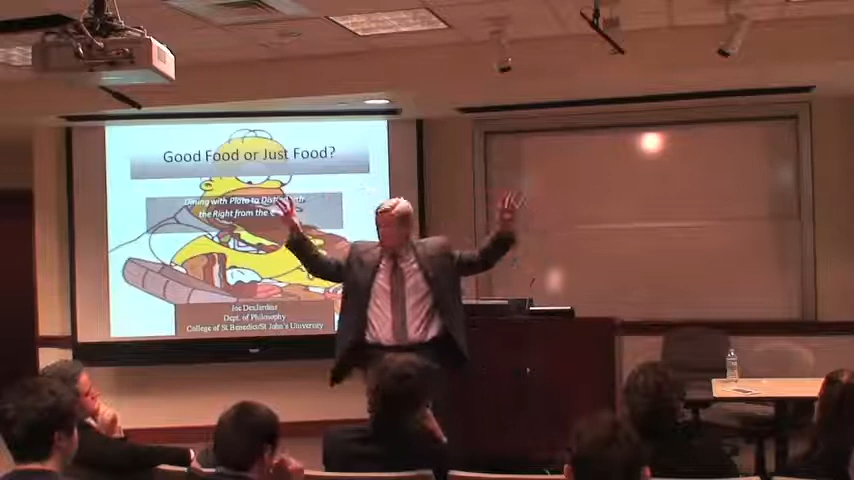 Good Food or Just Food?
Dining with Plato to
the Right from the
Joe DesJardins
Dept. of Philosophy
College of St Benedict/St John's University